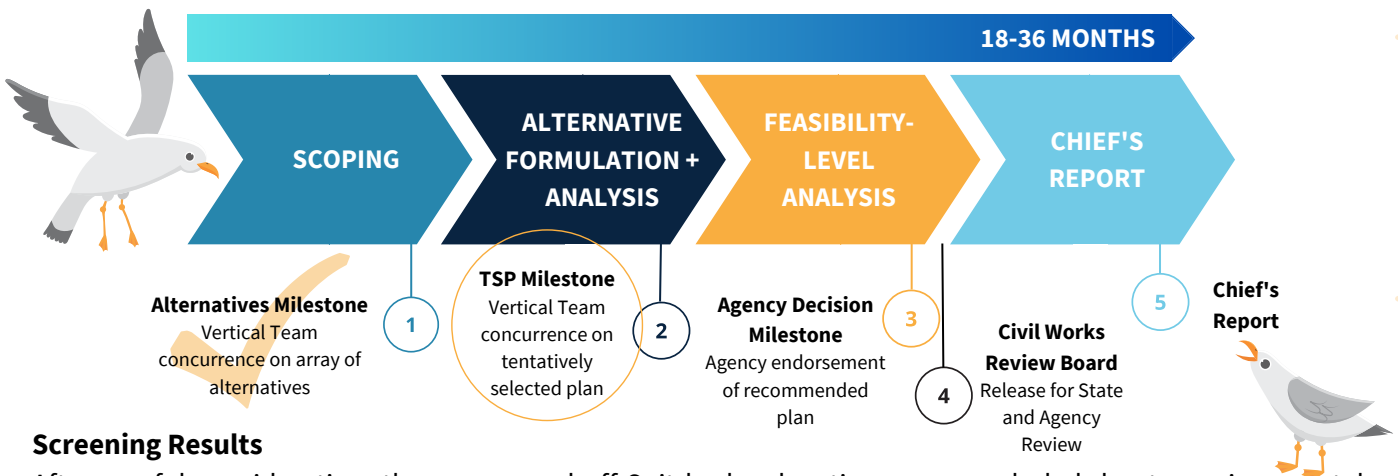 18-36 MONTHS
SCOPING
ALTERNATIVE
FORMULATION +
ANALYSIS
FEASIBILITY-
LEVEL
ANALYSIS
CHIEF'S
REPORT
Alternatives Milestone
Vertical Team
concurrence on array of
alternatives
1
TSP Milestone
Vertical Team
concurrence on
tentatively
selected plan
2
Agency Decision
Milestone
Agency endorsement
of recommended
plan
3
4
Civil Works
Review Board
Release for State
and Agency
Review
5
Chief's
Report
Screening Results